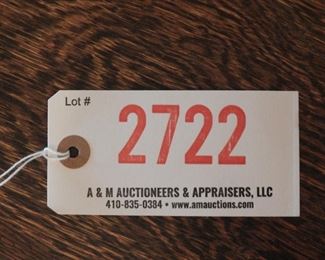 Lot #
2722
A & M AUCTIONEERS & APPRAISERS, LLC
410-835-0384 • www.amauctions.com